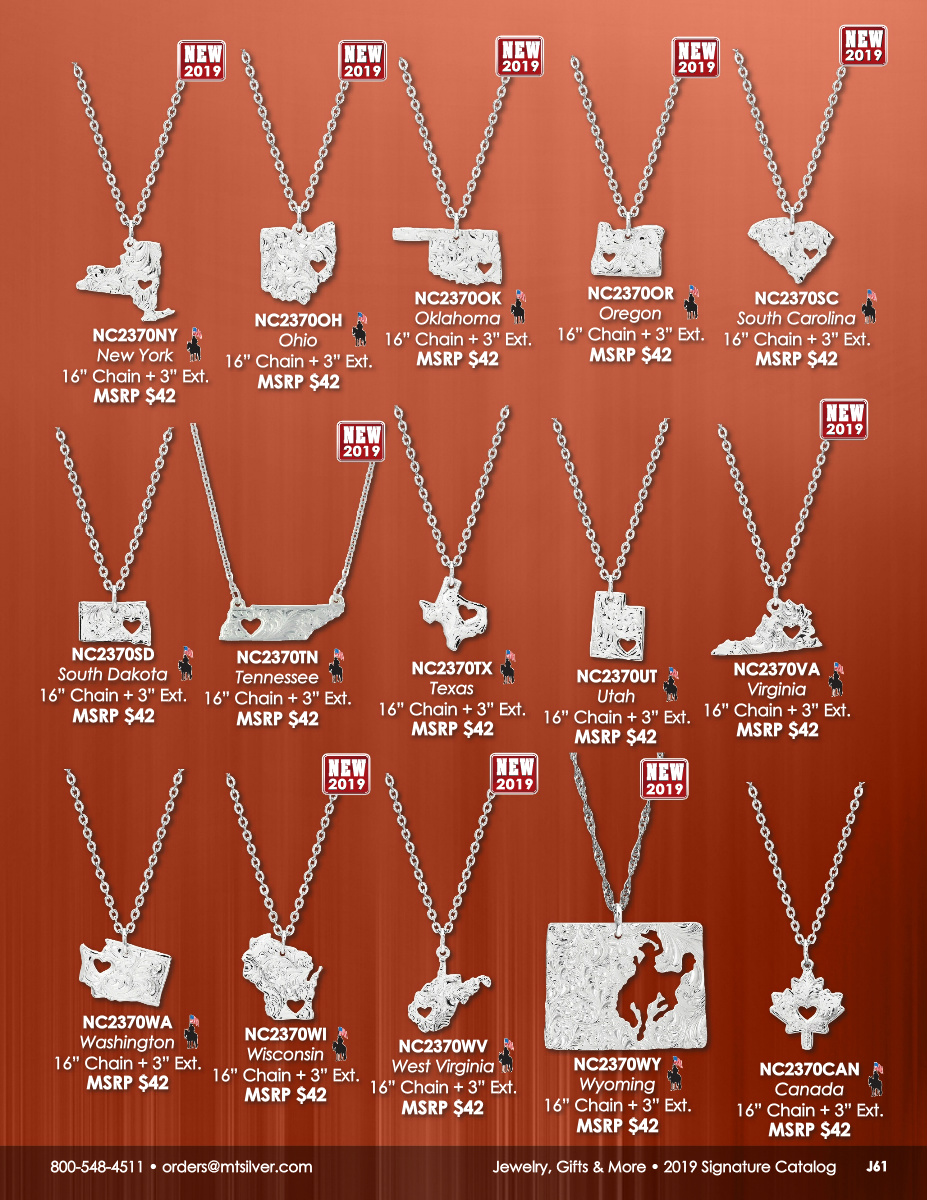 NEW
2019
NEW
2019
NEW
2019
NEW
2019
NEW
2019
NC2370NY
New York
16” Chain + 3” Ext.
MSRP $42
NC2370OH
Ohio
16” Chain + 3” Ext.
MSRP $42
NC2370OK
Oklahoma
16” Chain + 3” Ext.
MSRP $42
NC2370OR
Oregon
16” Chain + 3” Ext.
MSRP $42
NC2370SC
South Carolina
16” Chain + 3” Ext.
MSRP $42
NEW
2019
NEW
2019
NC2370SD
South Dakota
16” Chain + 3” Ext.
MSRP $42
NC2370TN
Tennessee
16” Chain + 3” Ext.
MSRP $42
NC2370TX
Texas
16” Chain + 3” Ext.
MSRP $42
NC2370UT
Utah
16” Chain + 3” Ext.
MSRP $42
NC2370VA
Virginia
16” Chain + 3” Ext.
MSRP $42
NEW
2019
NEW
2019
NEW
2019
NC2370WA
Washington
16” Chain + 3” Ext.
MSRP $42
NC2370WI
Wisconsin
16” Chain + 3” Ext.
MSRP $42
NC2370WV
West Virginia
16” Chain + 3” Ext.
MSRP $42
NC2370WY
Wyoming
16” Chain + 3” Ext.
MSRP $42
NC2370CAN
Canada
16” Chain + 3” Ext.
MSRP $42
800-548-4511 • orders@mtsilver.com
Jewelry, Gifts & More • 2019 Signature Catalog J61